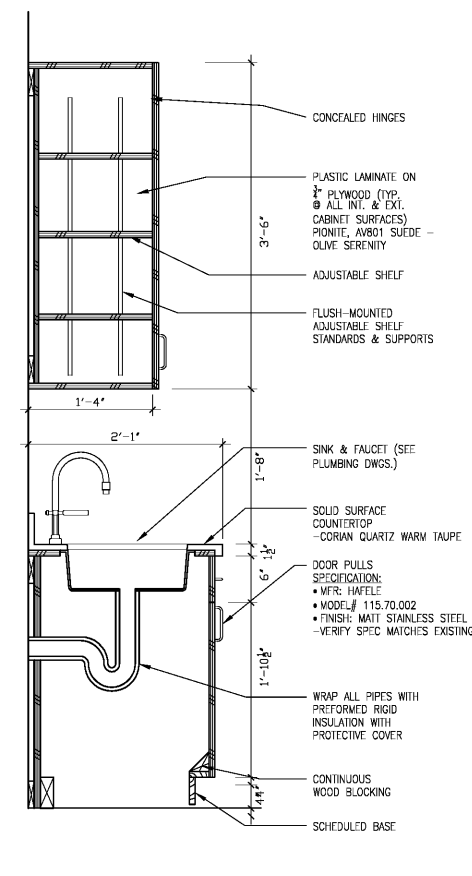 CONCEALED HINGES
PLASTIC LAMINATE ON
¾" PLYWOOD (TYP.
@ ALL INT. & EXT.
CABINET SURFACES)
PIONITE, AV801 SUEDE –
OLIVE SERENITY
3'-6"
ADJUSTABLE SHELF
FLUSH-MOUNTED
ADJUSTABLE SHELF
STANDARDS & SUPPORTS
1'-4"
2'-1"
1'-8"
SINK & FAUCET (SEE
PLUMBING DWGS.)
SOLID SURFACE
COUNTERTOP
-CORIAN QUARTZ WARM TAUPE
1½"
6"
DOOR PULLS
SPECIFICATION:
• MFR: HAFELE
• MODEL# 115.70.002
• FINISH: MATT STAINLESS STEEL
-VERIFY SPEC MATCHES EXISTING
1'-10½"
WRAP ALL PIPES WITH
PREFORMED RIGID
INSULATION WITH
PROTECTIVE COVER
CONTINUOUS
WOOD BLOCKING
SCHEDULED BASE